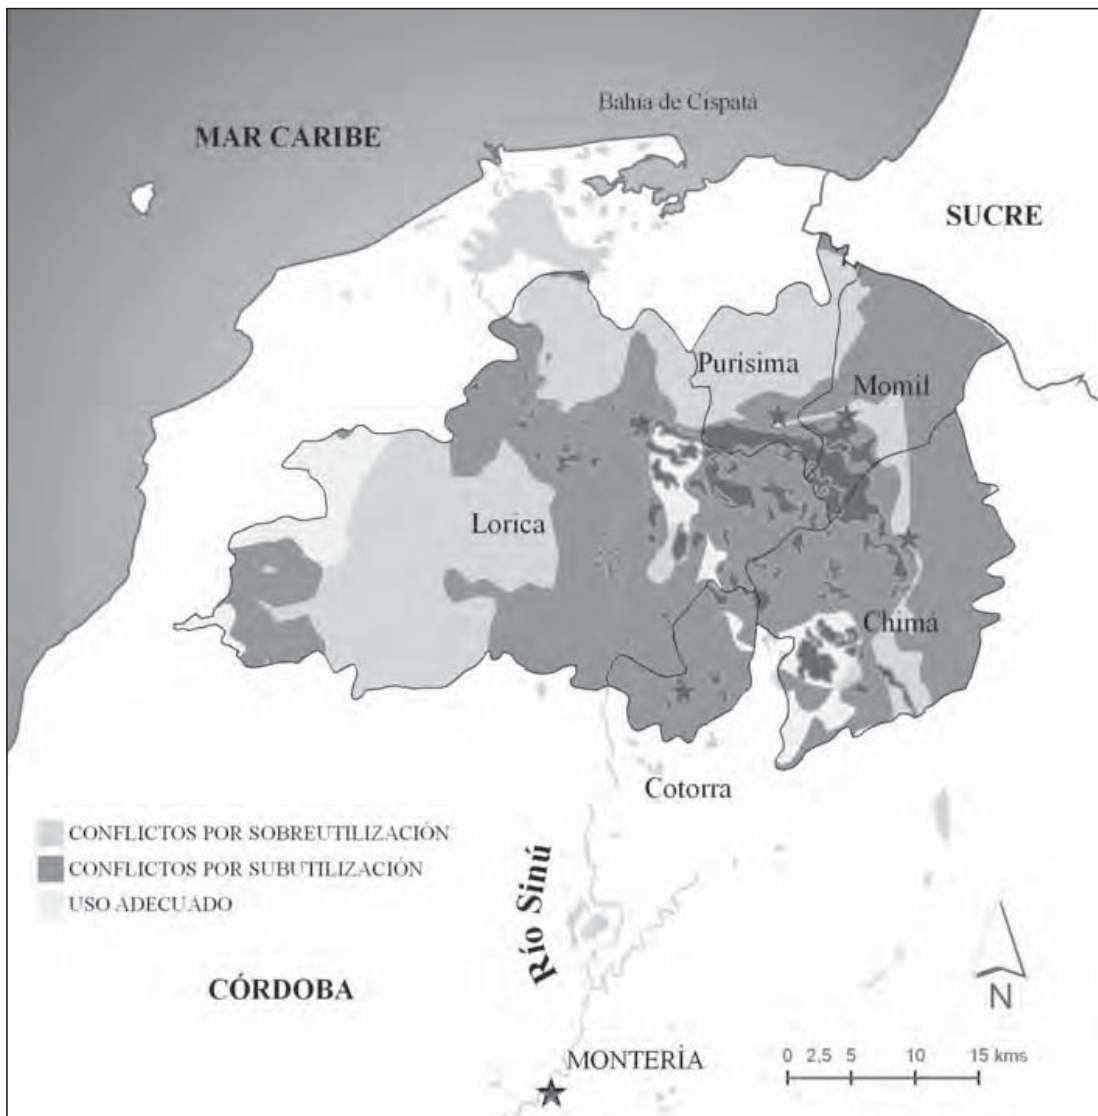 Bahía de Cispatá
MAR CARIBE
SUCRE
Purisima
Momil
Lorica
Chimá
Cotorra
CONFLICTOS POR SOBREUTILIZACIÓN
CONFLICTOS POR SUBUTILIZACIÓN
USO ADECUADO
Río Sinú
CÓRDOBA
N
MONTERÍA
0 2,5 5 10 15 kms